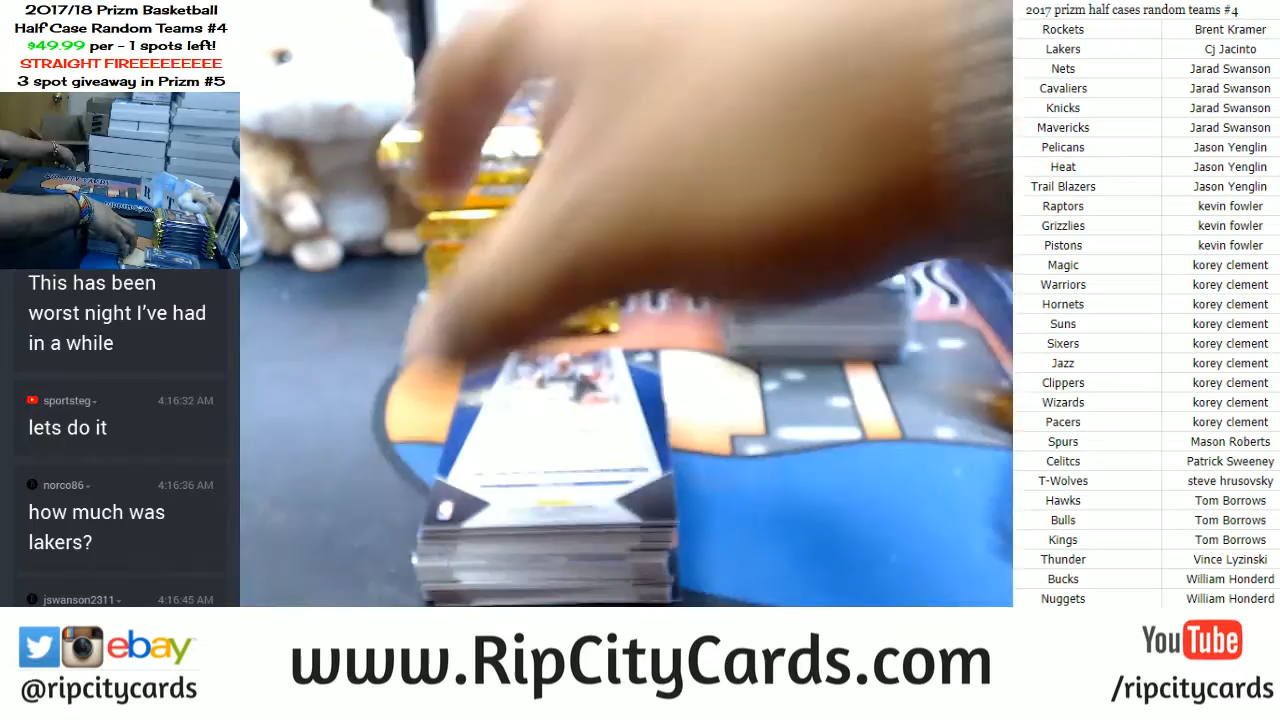 2017/18 Prizm Basketball
Half Case Random Teams #4
$49.99 per - 1 spots left!
STRAIGHT FIREEEEEEEEE
3 spot giveaway in Prizm #5
This has been
worst night I've had
in a while
sportsteg 4:16:32 AM
lets do it
norco86 4:16:36 AM
how much was
lakers?
jswanson2311 4:16:45 AM
2017 prizm half cases random teams #4
Rockets Brent Kramer
Lakers Cj Jacinto
Nets Jarad Swanson
Cavaliers Jarad Swanson
Knicks Jarad Swanson
Mavericks Jarad Swanson
Pelicans Jason Yenglin
Heat Jason Yenglin
Trail Blazers Jason Yenglin
Raptors kevin fowler
Grizzlies kevin fowler
Pistons kevin fowler
Magic korey clement
Warriors korey clement
Hornets korey clement
Suns korey clement
Sixers korey clement
Jazz korey clement
Clippers korey clement
Wizards korey clement
Pacers korey clement
Spurs Mason Roberts
Celitcs Patrick Sweeney
T-Wolves steve hrusovsky
Hawks Tom Borrows
Bulls Tom Borrows
Kings Tom Borrows
Thunder Vince Lyzinski
Bucks William Honderd
Nuggets William Honderd
ebay
@ripcitycards
www.RipCityCards.com
YouTube
/ripcitycards